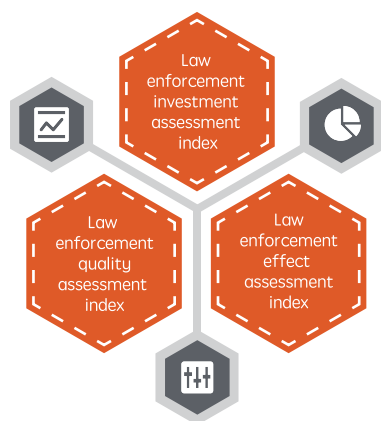 Law
enforcement
investment
assessment
index
Law
enforcement
quality
assessment
index
Law
enforcement
effect
assessment
index